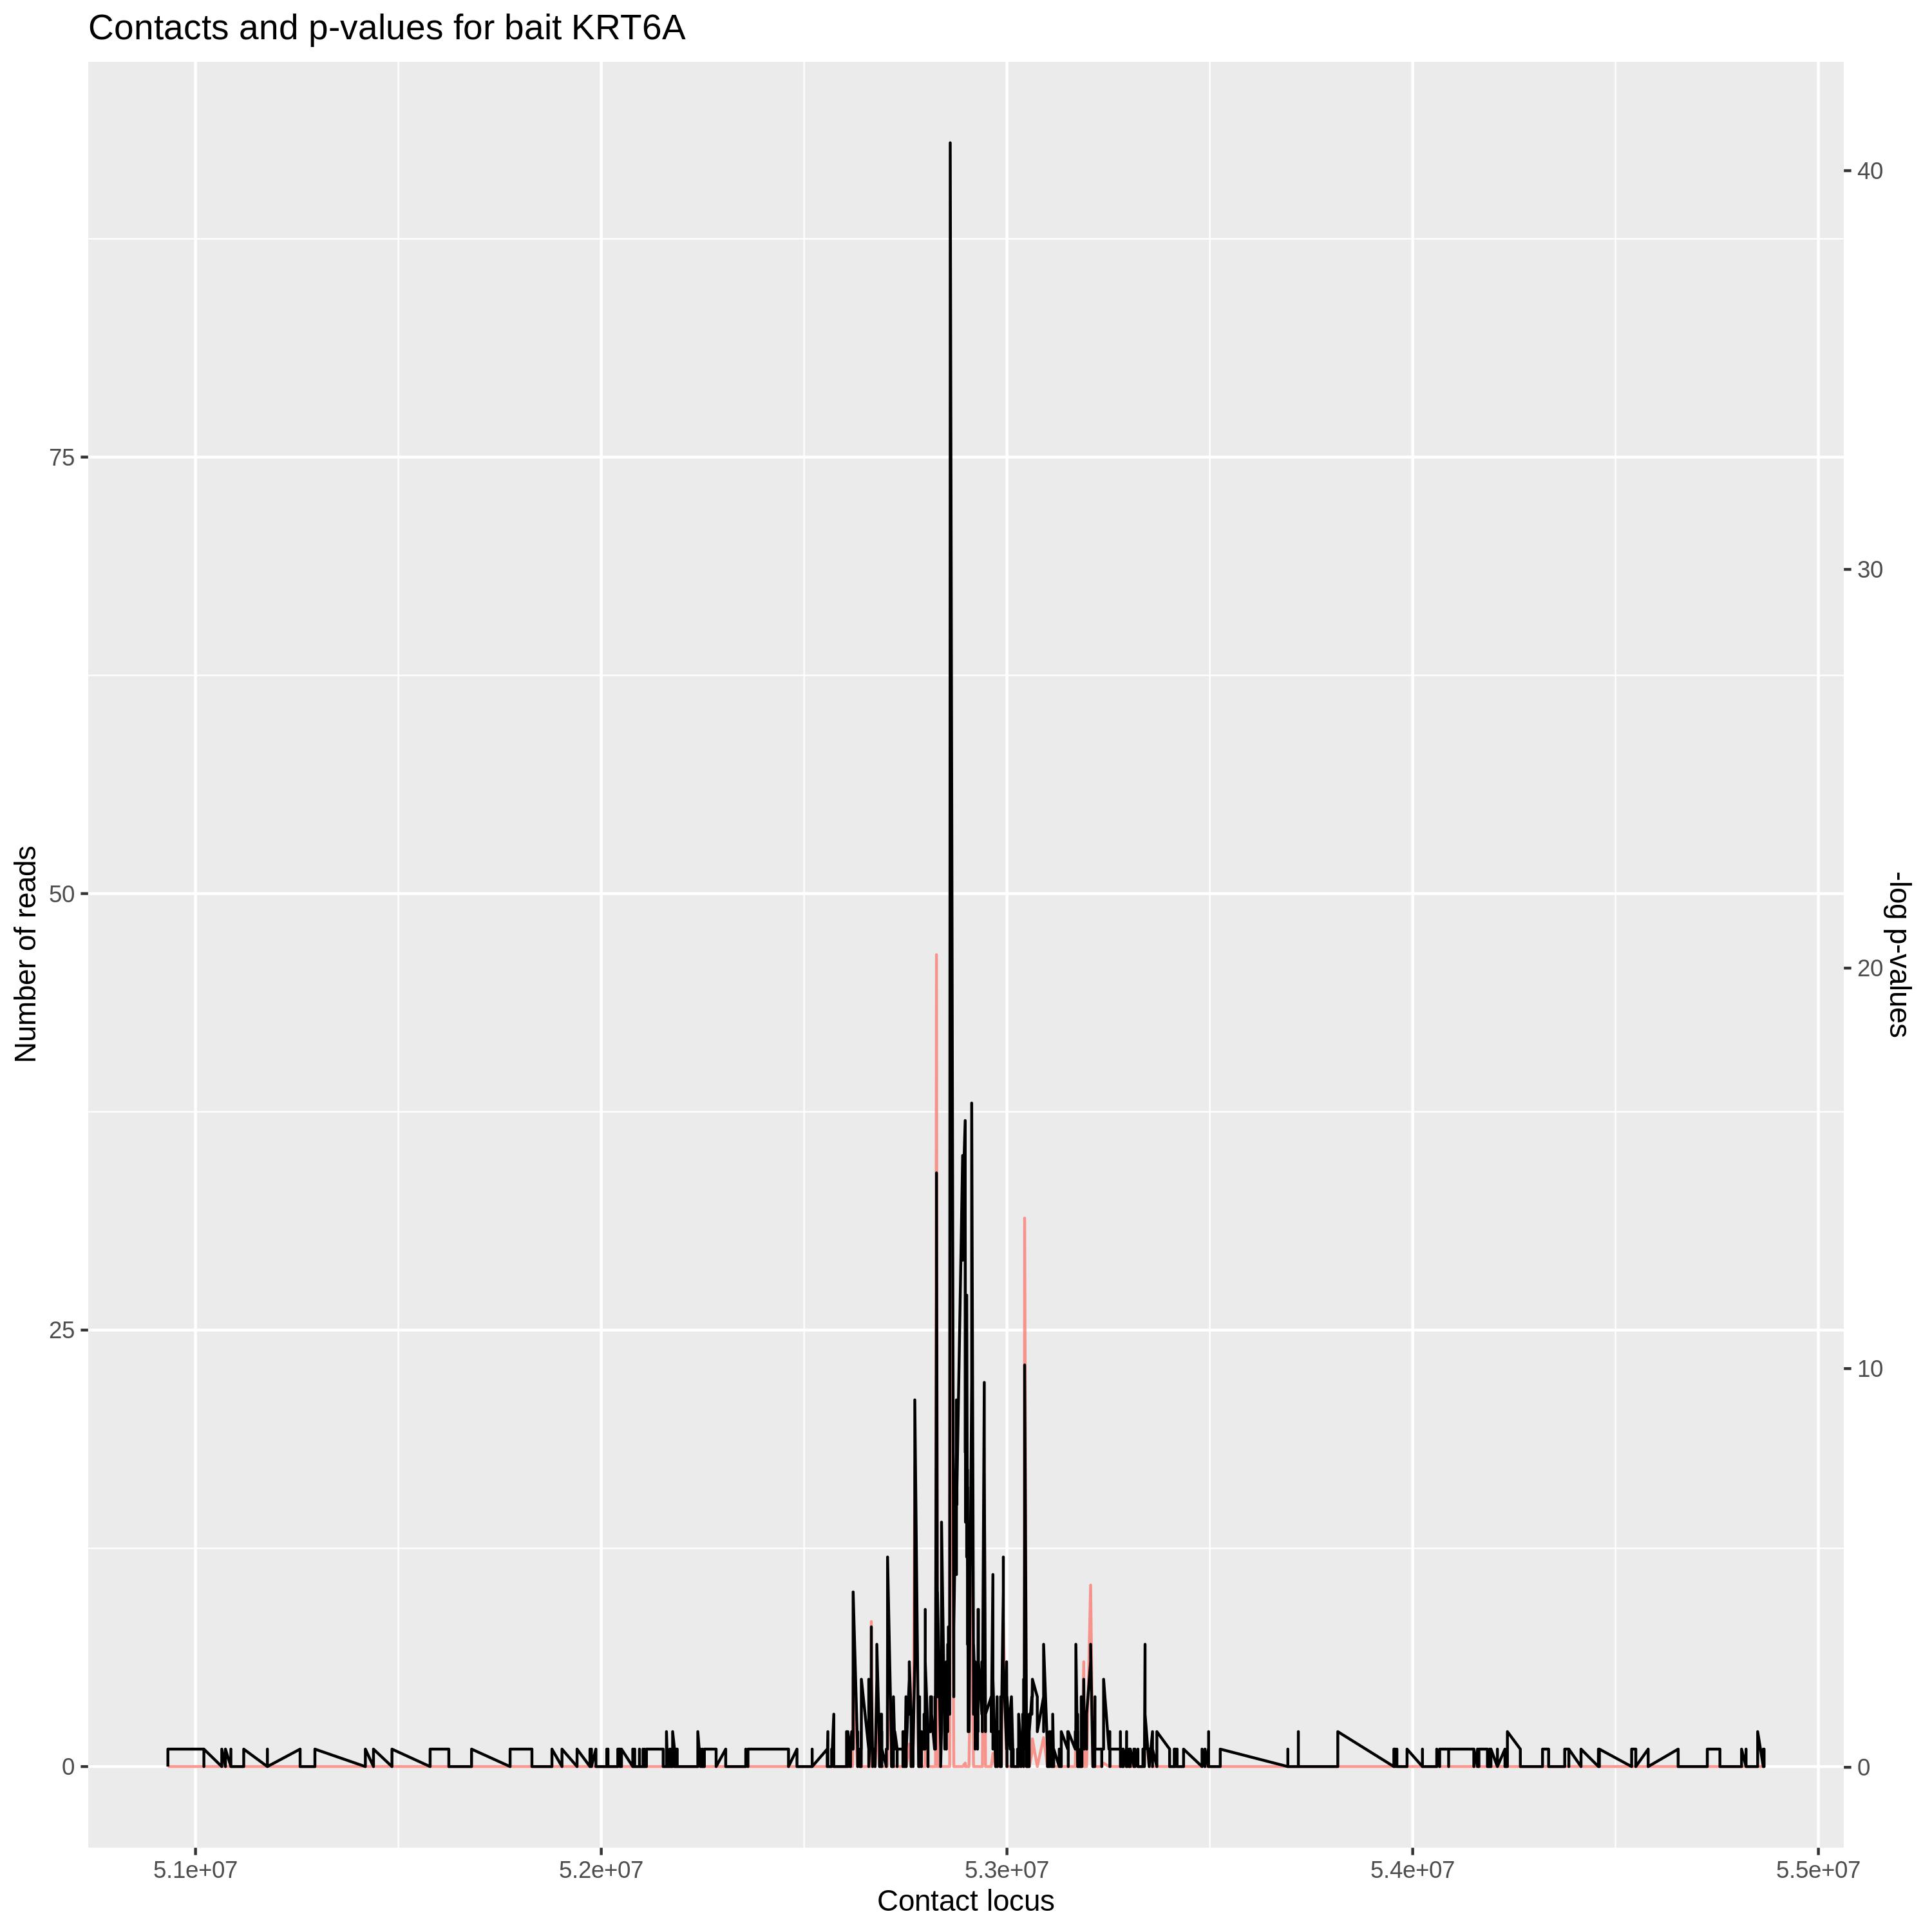 Contacts and p-values for bait KRT6A
Number of reads
75
50
25
0
40
30
20
10
0
-log p-values
5.1e+07
5.2e+07
5.3e+07
5.4e+07
5.5e+07
Contact locus